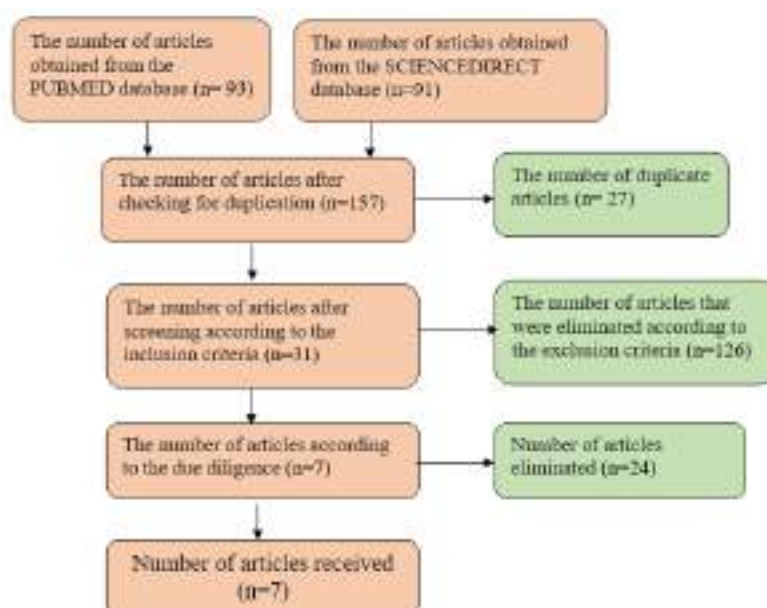 The number of articles
obtained from the
PUBMED database (n= 93)
The number of articles obtained
from the SCIENCEDIRECT
database (n=91)
The number of articles after
checking for duplication (n=157)
The number of duplicate
articles (n= 27)
The number of articles after
screening according to the
inclusion criteria (n=31)
The number of articles that
were eliminated according to
the exclusion criteria (n=126)
The number of articles according
to the due diligence (n=7)
Number of articles
eliminated (n=24)
Number of articles received
(n=7)